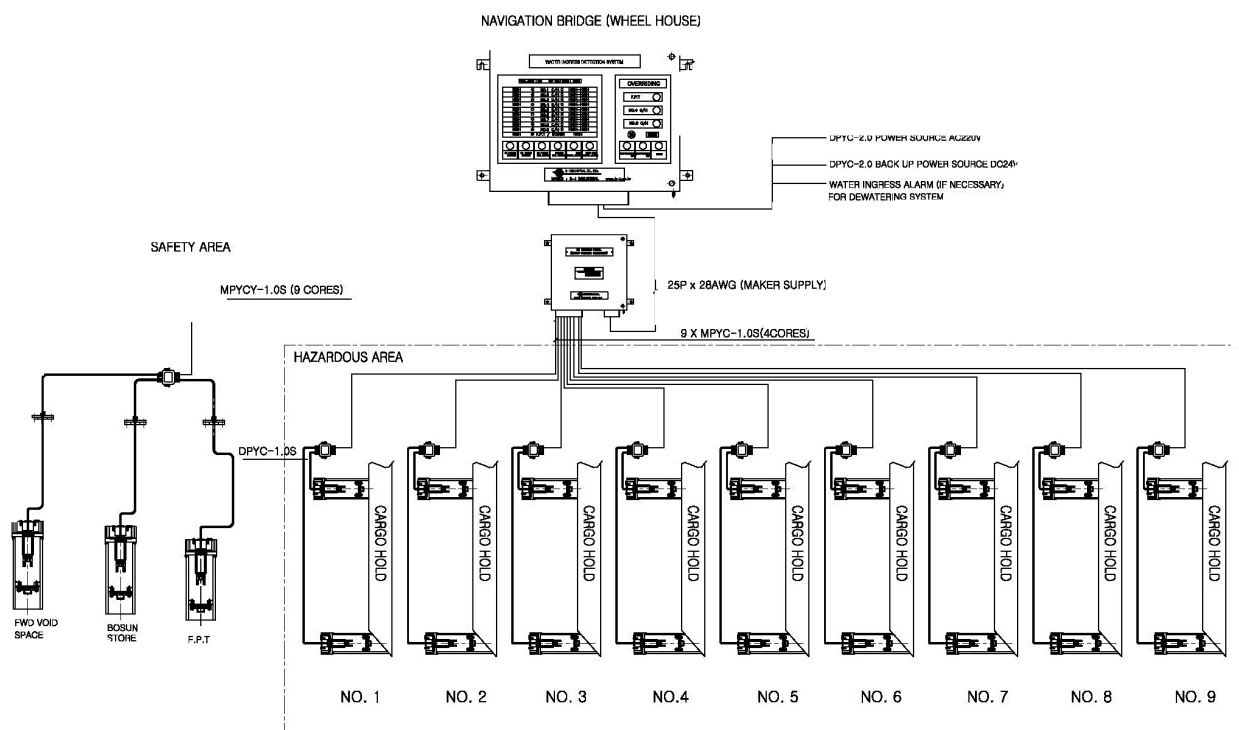 NAVIGATION BRIDGE (WHEEL HOUSE)
WATER INGRESS DETECTION SYSTEM
OVERRIDING
F.P.T
DPYC-2.0 POWER SOURCE AC220V
DPYC-2.0 BACK UP POWER SOURCE DC24V
WATER INGRESS ALARM (IF NECESSARY)
FOR DEWATERING SYSTEM
SAFETY AREA
MPYCY-1.0S (9 CORES)
25P x 28AWG (MAKER SUPPLY)
9 X MPYC-1.0S(4CORES)
HAZARDOUS AREA
DPYC-1.0S
CARGO HOLD
CARGO HOLD
CARGO HOLD
CARGO HOLD
CARGO HOLD
CARGO HOLD
CARGO HOLD
CARGO HOLD
CARGO HOLD
FWD VOID
SPACE
BOSUN
STORE
F.P.T
NO. 1
NO. 2
NO. 3
NO.4
NO. 5
NO. 6
NO. 7
NO. 8
NO. 9